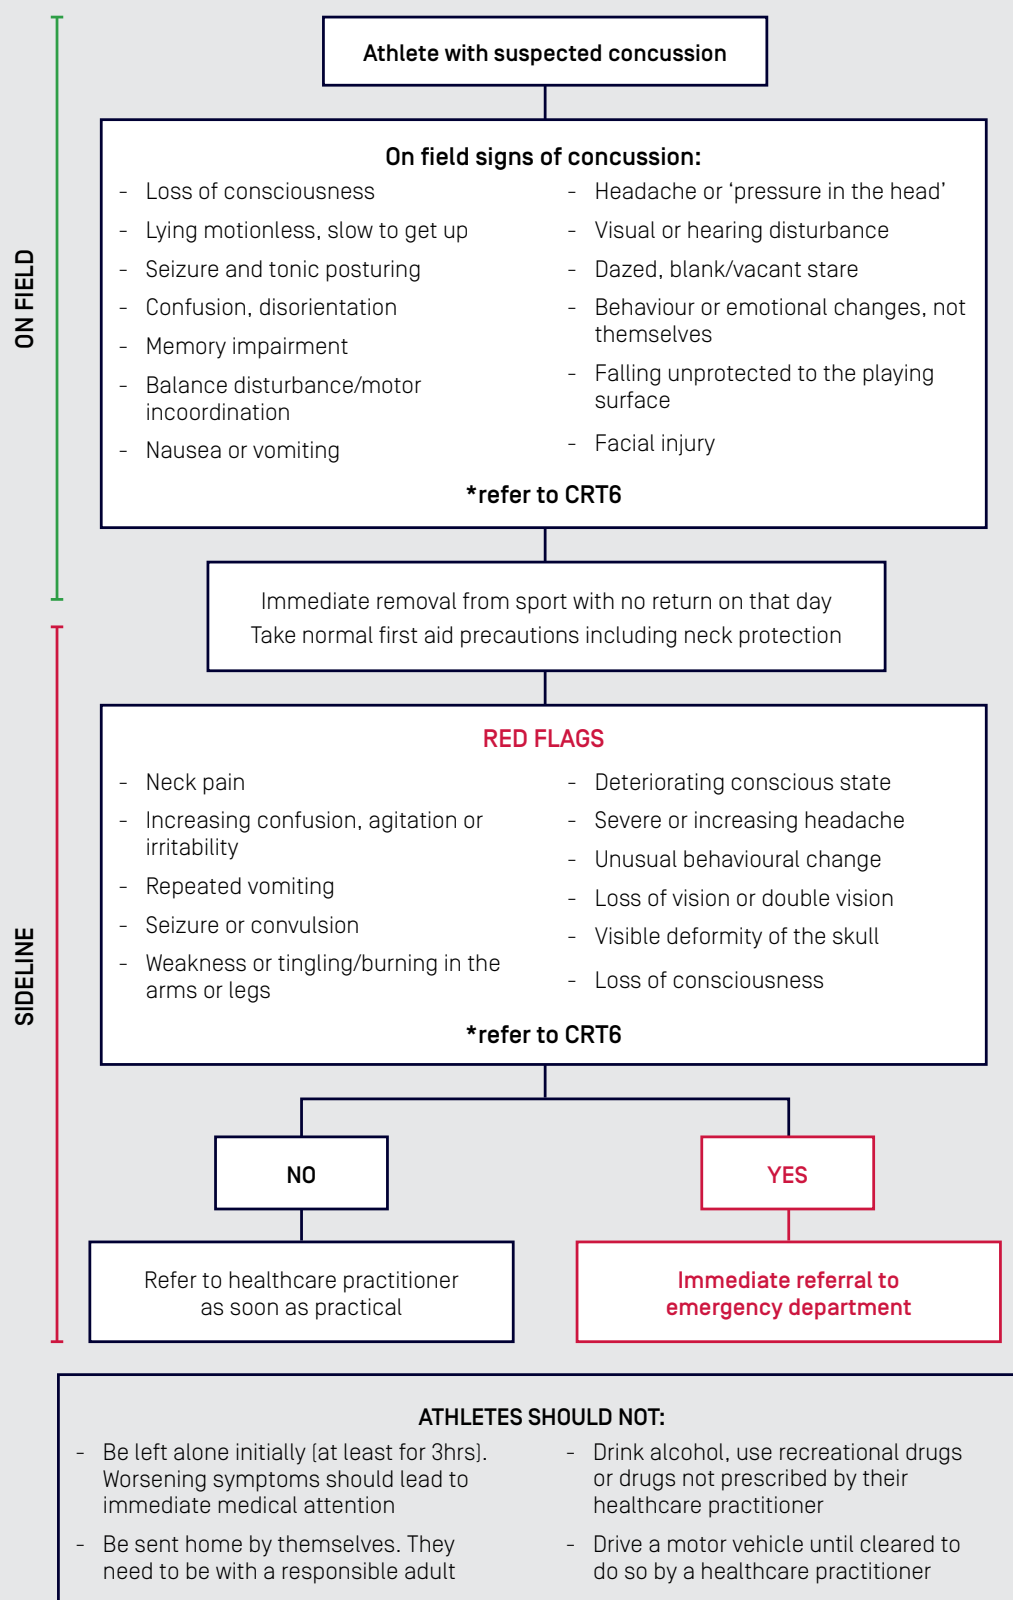 Athlete with suspected concussion
ON FIELD
On field signs of concussion:
- Loss of consciousness
- Lying motionless, slow to get up
- Seizure and tonic posturing
- Confusion, disorientation
- Memory impairment
- Balance disturbance/motor
incoordination
- Nausea or vomiting
- Headache or ‘pressure in the head’
- Visual or hearing disturbance
- Dazed, blank/vacant stare
- Behaviour or emotional changes, not
themselves
- Falling unprotected to the playing
surface
- Facial injury
*refer to CRT6
Immediate removal from sport with no return on that day
Take normal first aid precautions including neck protection
SIDELINE
RED FLAGS
- Neck pain
- Increasing confusion, agitation or
irritability
- Repeated vomiting
- Seizure or convulsion
- Weakness or tingling/burning in the
arms or legs
- Deteriorating conscious state
- Severe or increasing headache
- Unusual behavioural change
- Loss of vision or double vision
- Visible deformity of the skull
- Loss of consciousness
*refer to CRT6
NO
YES
Refer to healthcare practitioner
as soon as practical
Immediate referral to
emergency department
ATHLETES SHOULD NOT:
- Be left alone initially (at least for 3hrs).
Worsening symptoms should lead to
immediate medical attention
- Be sent home by themselves. They
need to be with a responsible adult
- Drink alcohol, use recreational drugs
or drugs not prescribed by their
healthcare practitioner
- Drive a motor vehicle until cleared to
do so by a healthcare practitioner